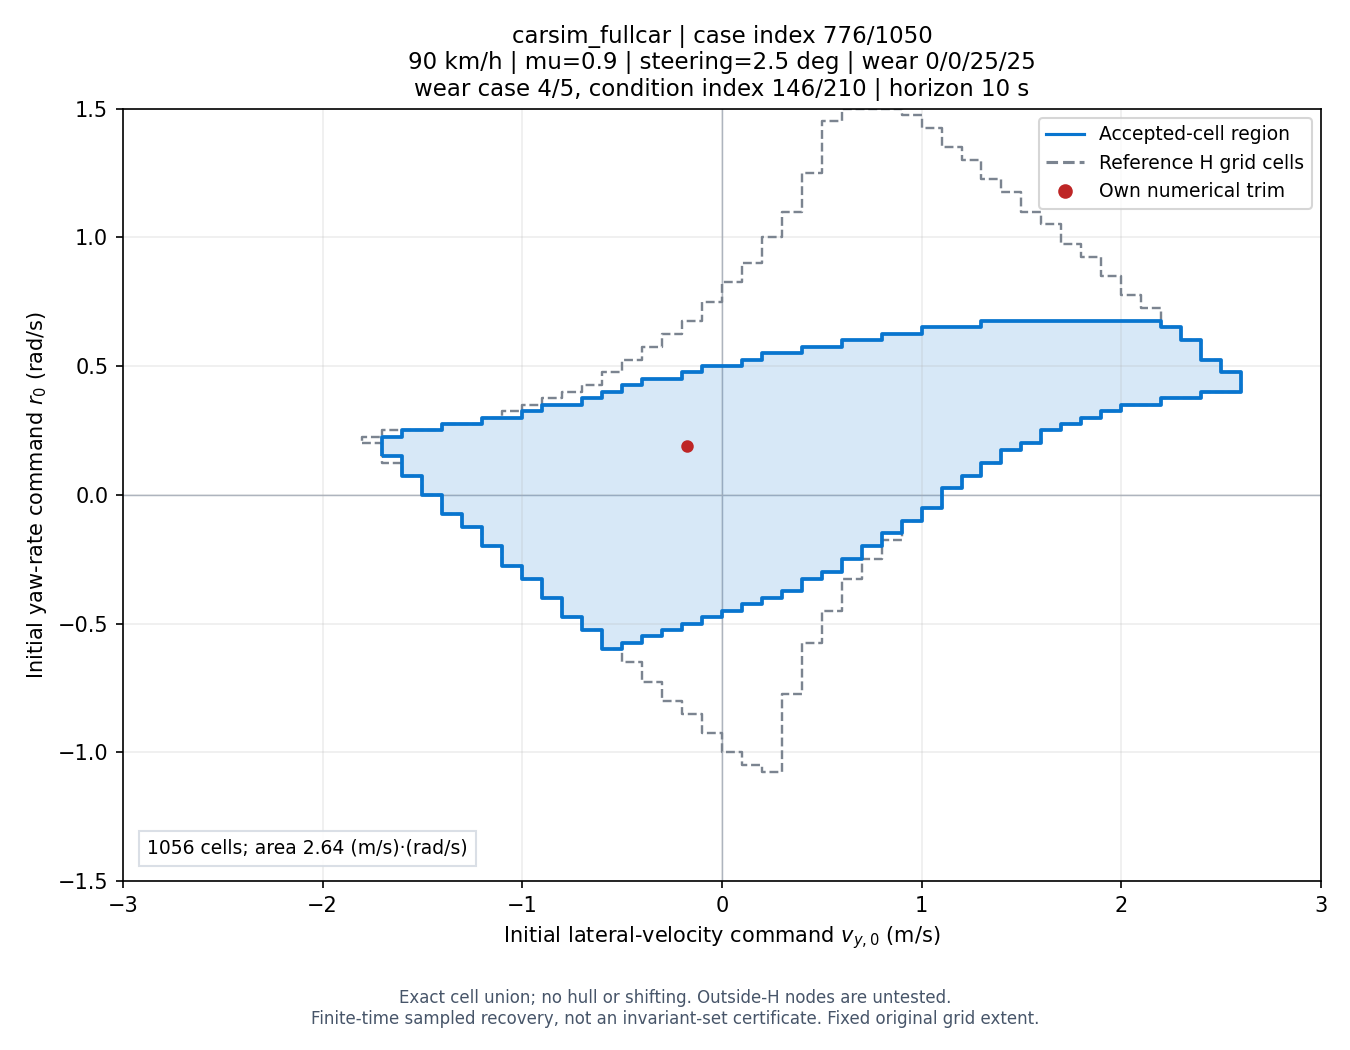 carsim_fullcar | case index 776/1050
90 km/h | mu=0.9 | steering=2.5 deg | wear 0/0/25/25
wear case 4/5, condition index 146/210 | horizon 10 s
Accepted-cell region
Reference H grid cells
Own numerical trim
1.5
1.0
0.5
0.0
−0.5
−1.0
−1.5
Initial yaw-rate command r0 (rad/s)
1056 cells; area 2.64 (m/s)·(rad/s)
−3 −2 −1 0 1 2 3
Initial lateral-velocity command vy,0 (m/s)
Exact cell union; no hull or shifting. Outside-H nodes are untested.
Finite-time sampled recovery, not an invariant-set certificate. Fixed original grid extent.